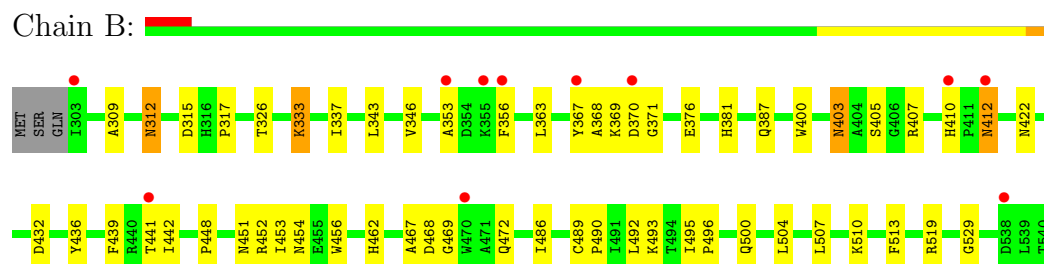 Chain B:
MET SER GLN I303 A309 N312 D315 H316 P317 T326 K333 I337 L343 V346 A353 D354 K355 F356 L363 Y367 A368 K369 D370 G371 E376 H381 Q387 W400 N403 A404 S405 G406 R407 H410 P411 N412 N422
D432 Y436 F439 R440 T441 I442 P448 N451 R452 I453 N454 E455 W456 H462 A467 D468 G469 W470 A471 Q472 I486 C489 P490 I491 L492 K493 T494 I495 P496 Q500 L504 L507 K510 F513 R519 G529 D538 L539 T540